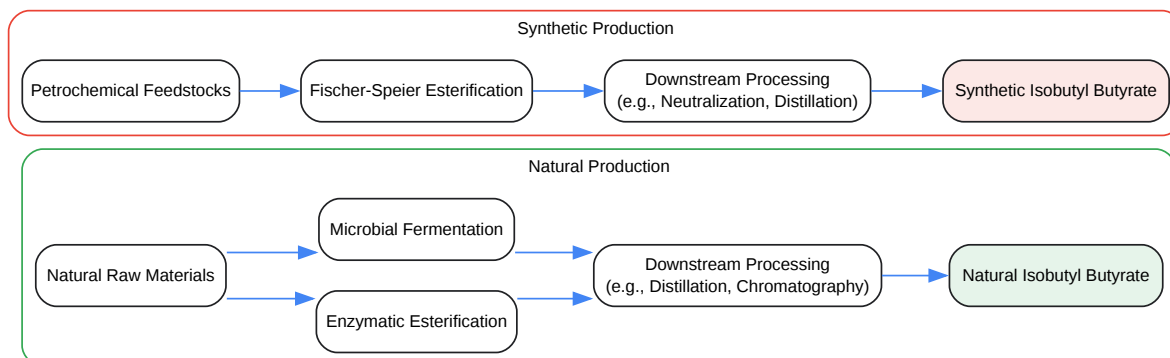 Synthetic Production
Petrochemical Feedstocks
Fischer-Speier Esterification
Downstream Processing
(e.g., Neutralization, Distillation)
Synthetic Isobutyl Butyrate
Natural Production
Natural Raw Materials
Microbial Fermentation
Enzymatic Esterification
Downstream Processing
(e.g., Distillation, Chromatography)
Natural Isobutyl Butyrate